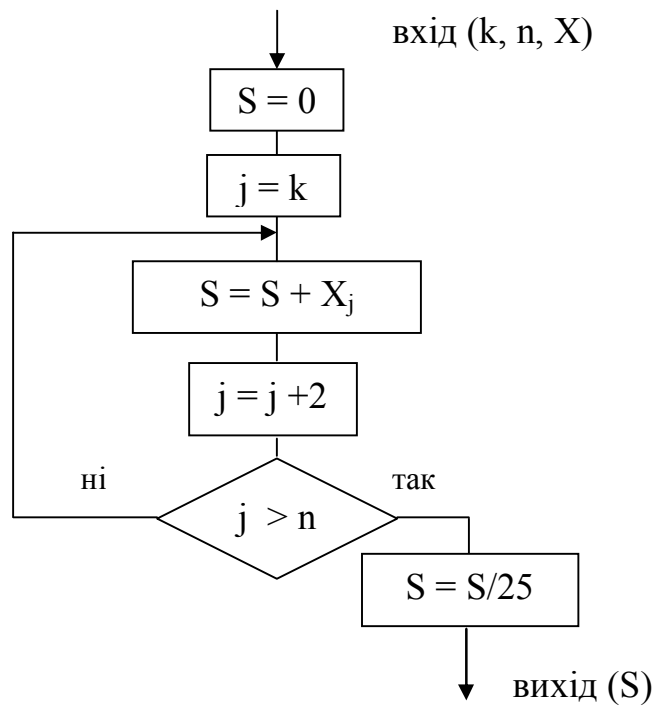 вхід (k, n, X)
S = 0
j = k
S = S + Xj
j = j +2
ні
так
j > n
S = S/25
вихід (S)